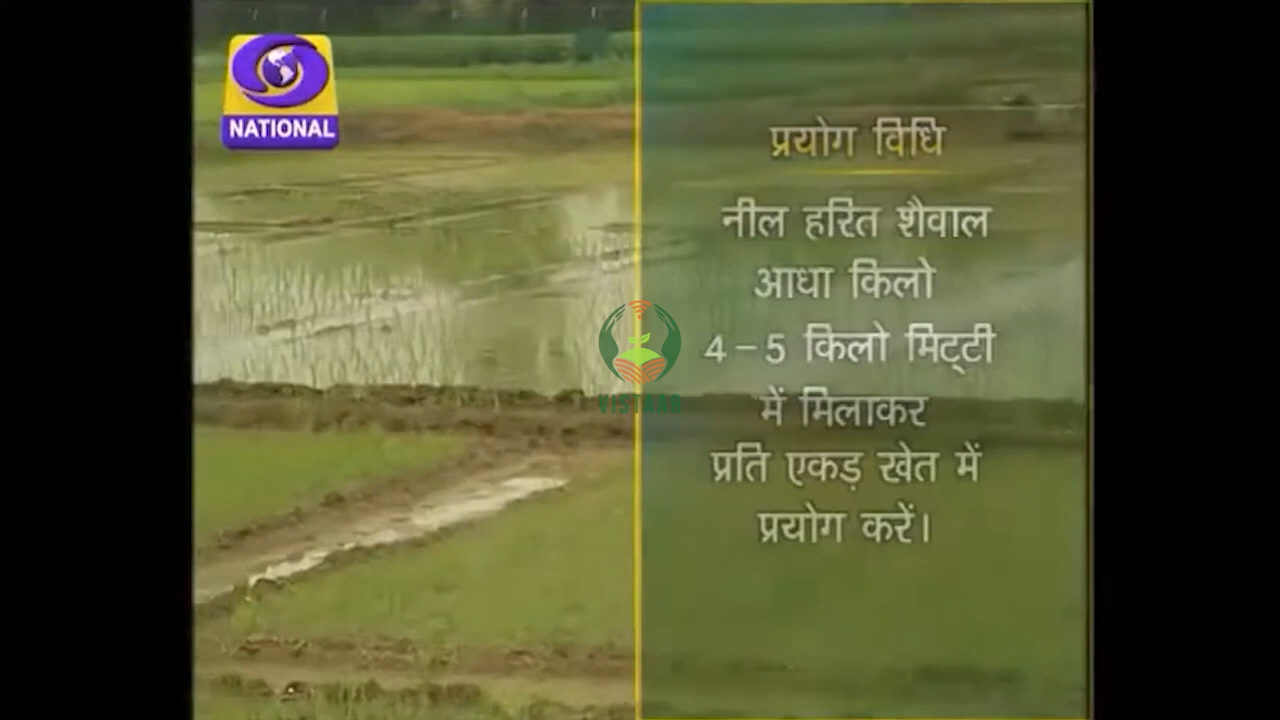 NATIONAL
प्रयोग विधि
नील हरित शैवाल
आधा किलो
4-5 किलो मिट्टी
में मिलाकर
प्रति एकड़ खेत में
प्रयोग करें।
VISTAAR